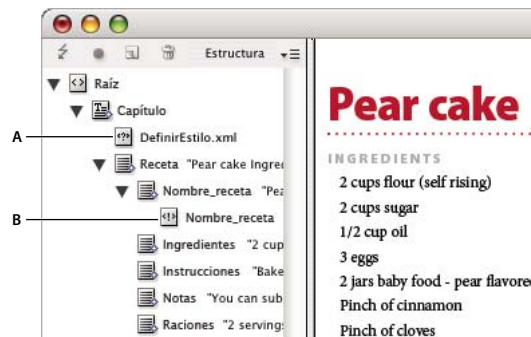 Estructura
Raíz
Capítulo
A
DefinirEstilo.xml
Receta "Pear cake Ingre
Nombre_receta "Pea
B
Nombre_receta
Ingredientes "2 cup
Instrucciones "Bake
Notas "You can sub
Raciones "2 serving
Pear cake
INGREDIENTS
2 cups flour (self rising)
2 cups sugar
1/2 cup oil
3 eggs
2 jars baby food - pear flavored
Pinch of cinnamon
Pinch of cloves